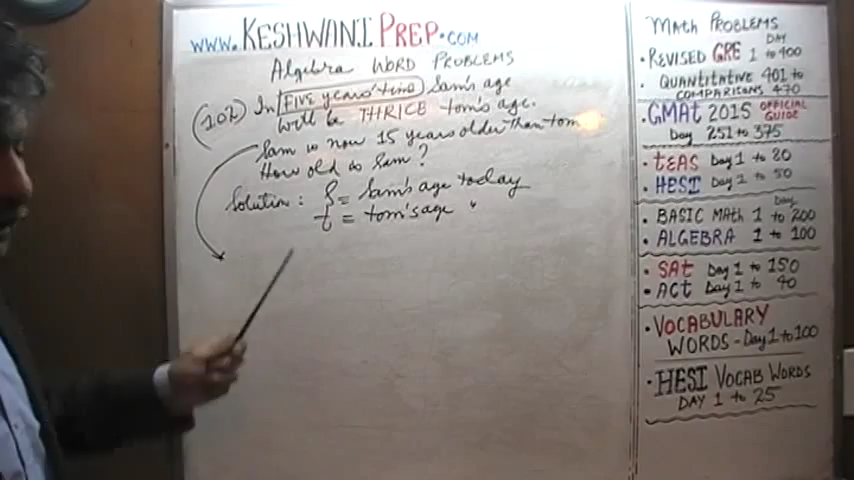 www.KESHWANIPREP.COM
Algebra WORD PROBLEMS
(102) In FIVE years' time Sam's age
will be THRICE tom's age.
Sam is now 15 years older than tom
How old is Sam?
Solution: S = Sam's age today
t = tom's age "
MATH PROBLEMS
• REVISED GRE DAY 1 to 400
• QUANTITATIVE 401 to
COMPARISONS 470
• GMAT 2015 OFFICIAL GUIDE
Day 251 to 375
• TEAS Day 1 to 20
• HESI Day 1 to 50
Day
• BASIC MATH 1 to 200
• ALGEBRA 1 to 100
• SAT Day 1 to 150
• ACT Day 1 to 40
• VOCABULARY
WORDS - Day 1 to 100
• HESI VOCAB WORDS
DAY 1 to 25